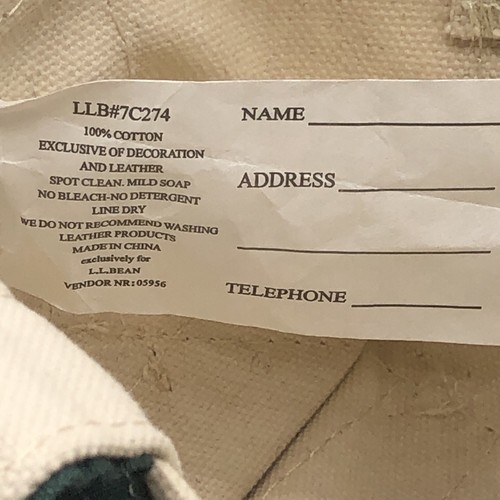 LLB#7C274
100% COTTON
EXCLUSIVE OF DECORATION
AND LEATHER
SPOT CLEAN. MILD SOAP
NO BLEACH-NO DETERGENT
LINE DRY
WE DO NOT RECOMMEND WASHING
LEATHER PRODUCTS
MADE IN CHINA
exclusively for
L.L.BEAN
VENDOR NR: 05956
NAME
ADDRESS
TELEPHONE